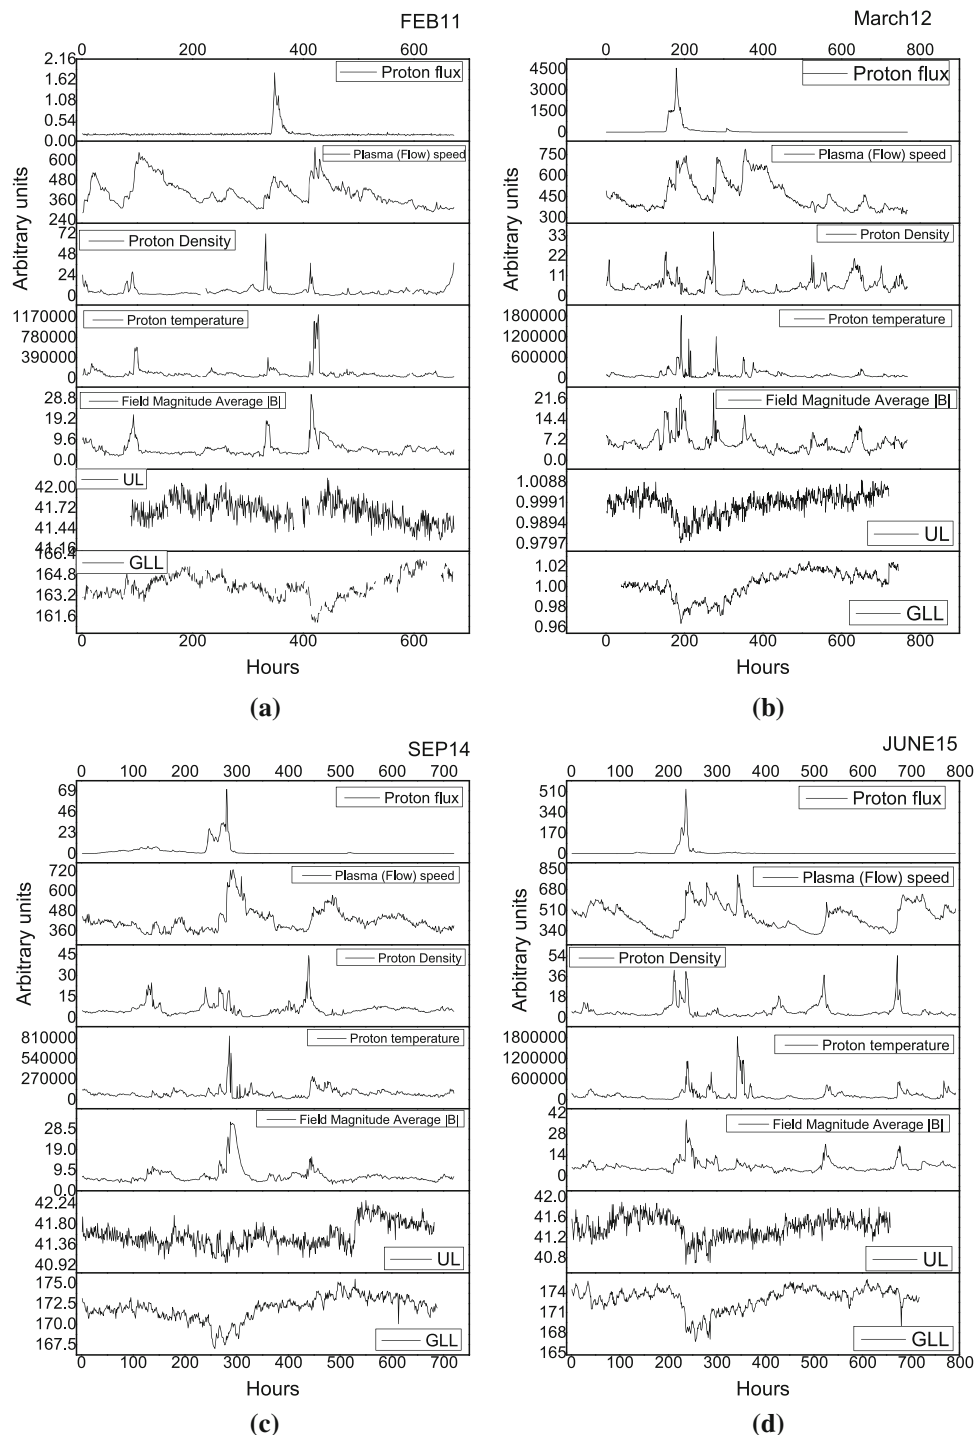 FEB11
0 200 400 600
2.16
1.62
1.08
0.54
0.00
Proton flux
600
480
360
240
Plasma (Flow) speed
72
48
24
0
Proton Density
1170000
780000
390000
0
Proton temperature
28.8
19.2
9.6
0.0
Field Magnitude Average |B|
42.00
41.72
41.44
41.16
UL
166.4
164.8
163.2
161.6
GLL
0 200 400 600
Arbitrary units
Hours
(a)
March12
0 200 400 600 800
4500
3000
1500
0
Proton flux
750
600
450
300
Plasma (Flow) speed
33
22
11
0
Proton Density
1800000
1200000
600000
0
Proton temperature
21.6
14.4
7.2
0.0
Field Magnitude Average |B|
1.0088
0.9991
0.9894
0.9797
UL
1.02
1.00
0.98
0.96
GLL
0 200 400 600 800
Arbitrary units
Hours
(b)
SEP14
0 100 200 300 400 500 600 700
69
46
23
0
Proton flux
720
600
480
360
Plasma (Flow) speed
45
30
15
0
Proton Density
810000
540000
270000
0
Proton temperature
28.5
19.0
9.5
0.0
Field Magnitude Average |B|
42.24
41.80
41.36
40.92
UL
175.0
172.5
170.0
167.5
GLL
0 100 200 300 400 500 600 700
Arbitrary units
Hours
(c)
JUNE15
0 100 200 300 400 500 600 700 800
510
340
170
0
Proton flux
850
680
510
340
Plasma (Flow) speed
54
36
18
0
Proton Density
1800000
1200000
600000
0
Proton temperature
42
28
14
0
Field Magnitude Average |B|
42.0
41.6
41.2
40.8
UL
174
171
168
165
GLL
0 100 200 300 400 500 600 700 800
Arbitrary units
Hours
(d)